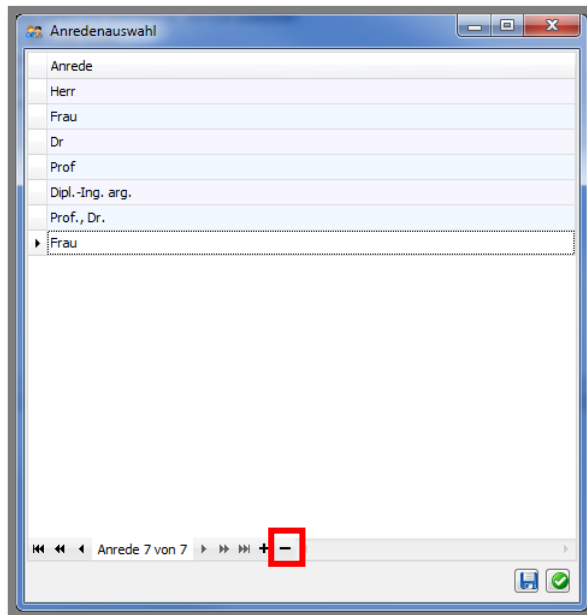 Anredenauswahl
Anrede
Herr
Frau
Dr
Prof
Dipl.-Ing. arg.
Prof., Dr.
Frau
Anrede 7 von 7